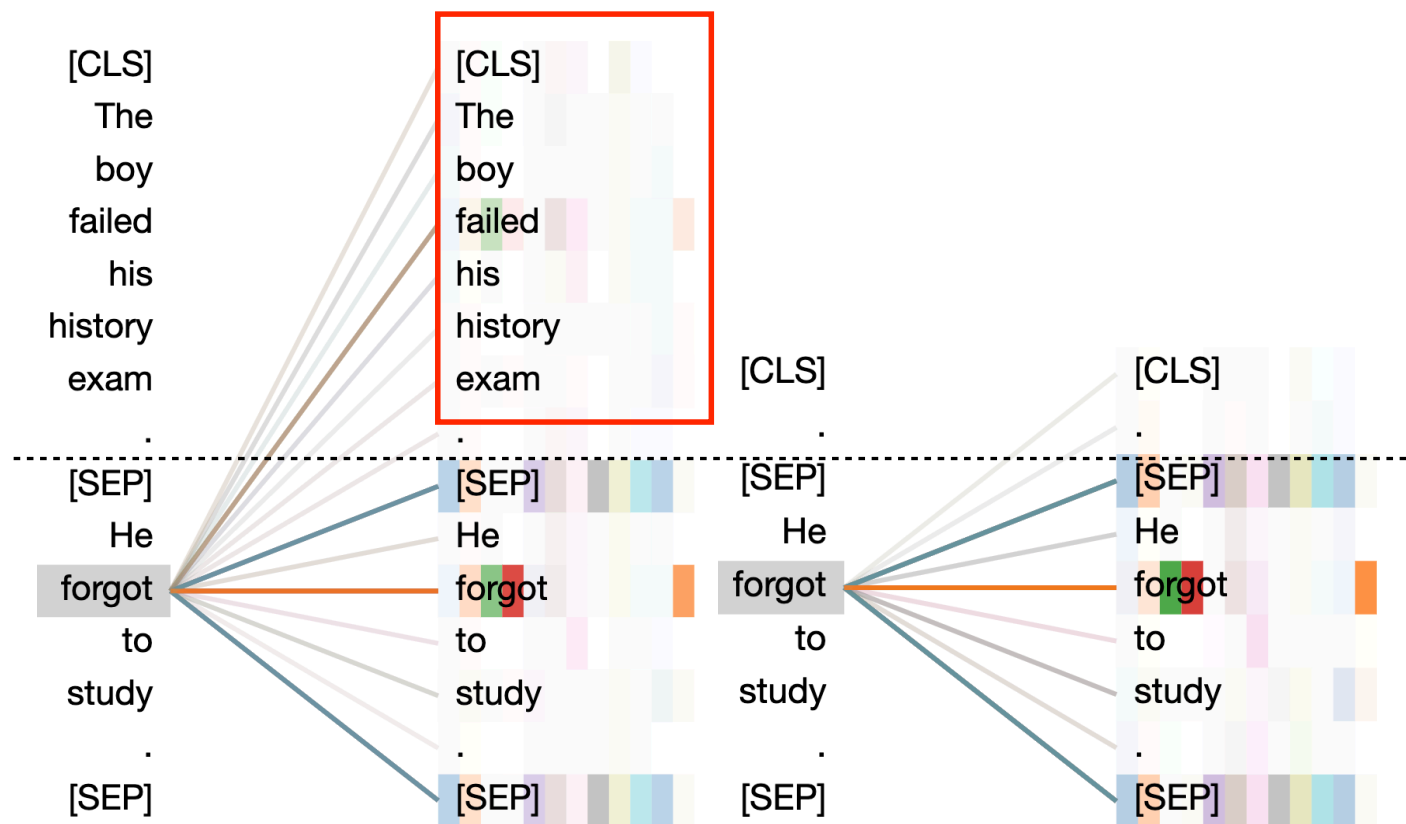 [CLS] [CLS]
The The
boy boy
failed failed
his his
history history
exam exam
. .
[SEP] [SEP]
He He
forgot forgot
to to
study study
. .
[SEP] [SEP]
[CLS] [CLS]
. .
[SEP] [SEP]
He He
forgot forgot
to to
study study
. .
[SEP] [SEP]